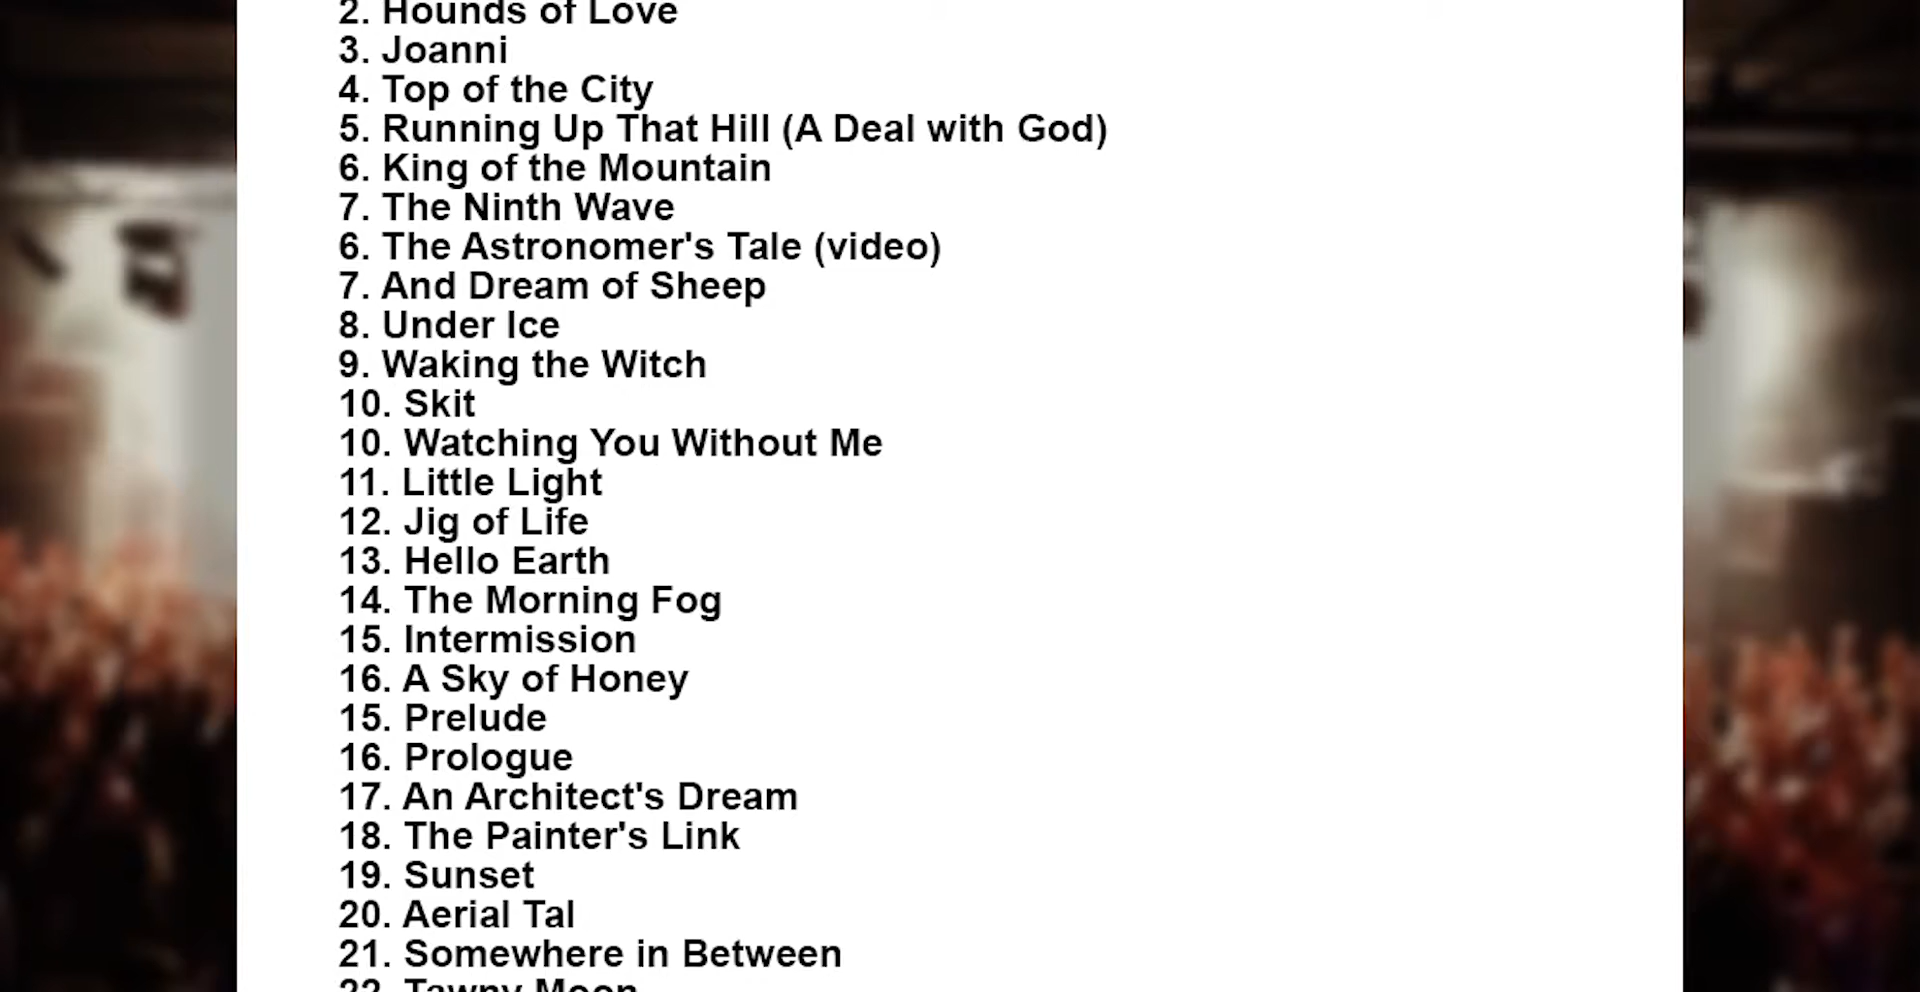 2. Hounds of Love
3. Joanni
4. Top of the City
5. Running Up That Hill (A Deal with God)
6. King of the Mountain
7. The Ninth Wave
6. The Astronomer's Tale (video)
7. And Dream of Sheep
8. Under Ice
9. Waking the Witch
10. Skit
10. Watching You Without Me
11. Little Light
12. Jig of Life
13. Hello Earth
14. The Morning Fog
15. Intermission
16. A Sky of Honey
15. Prelude
16. Prologue
17. An Architect's Dream
18. The Painter's Link
19. Sunset
20. Aerial Tal
21. Somewhere in Between
22. Tawny Moon